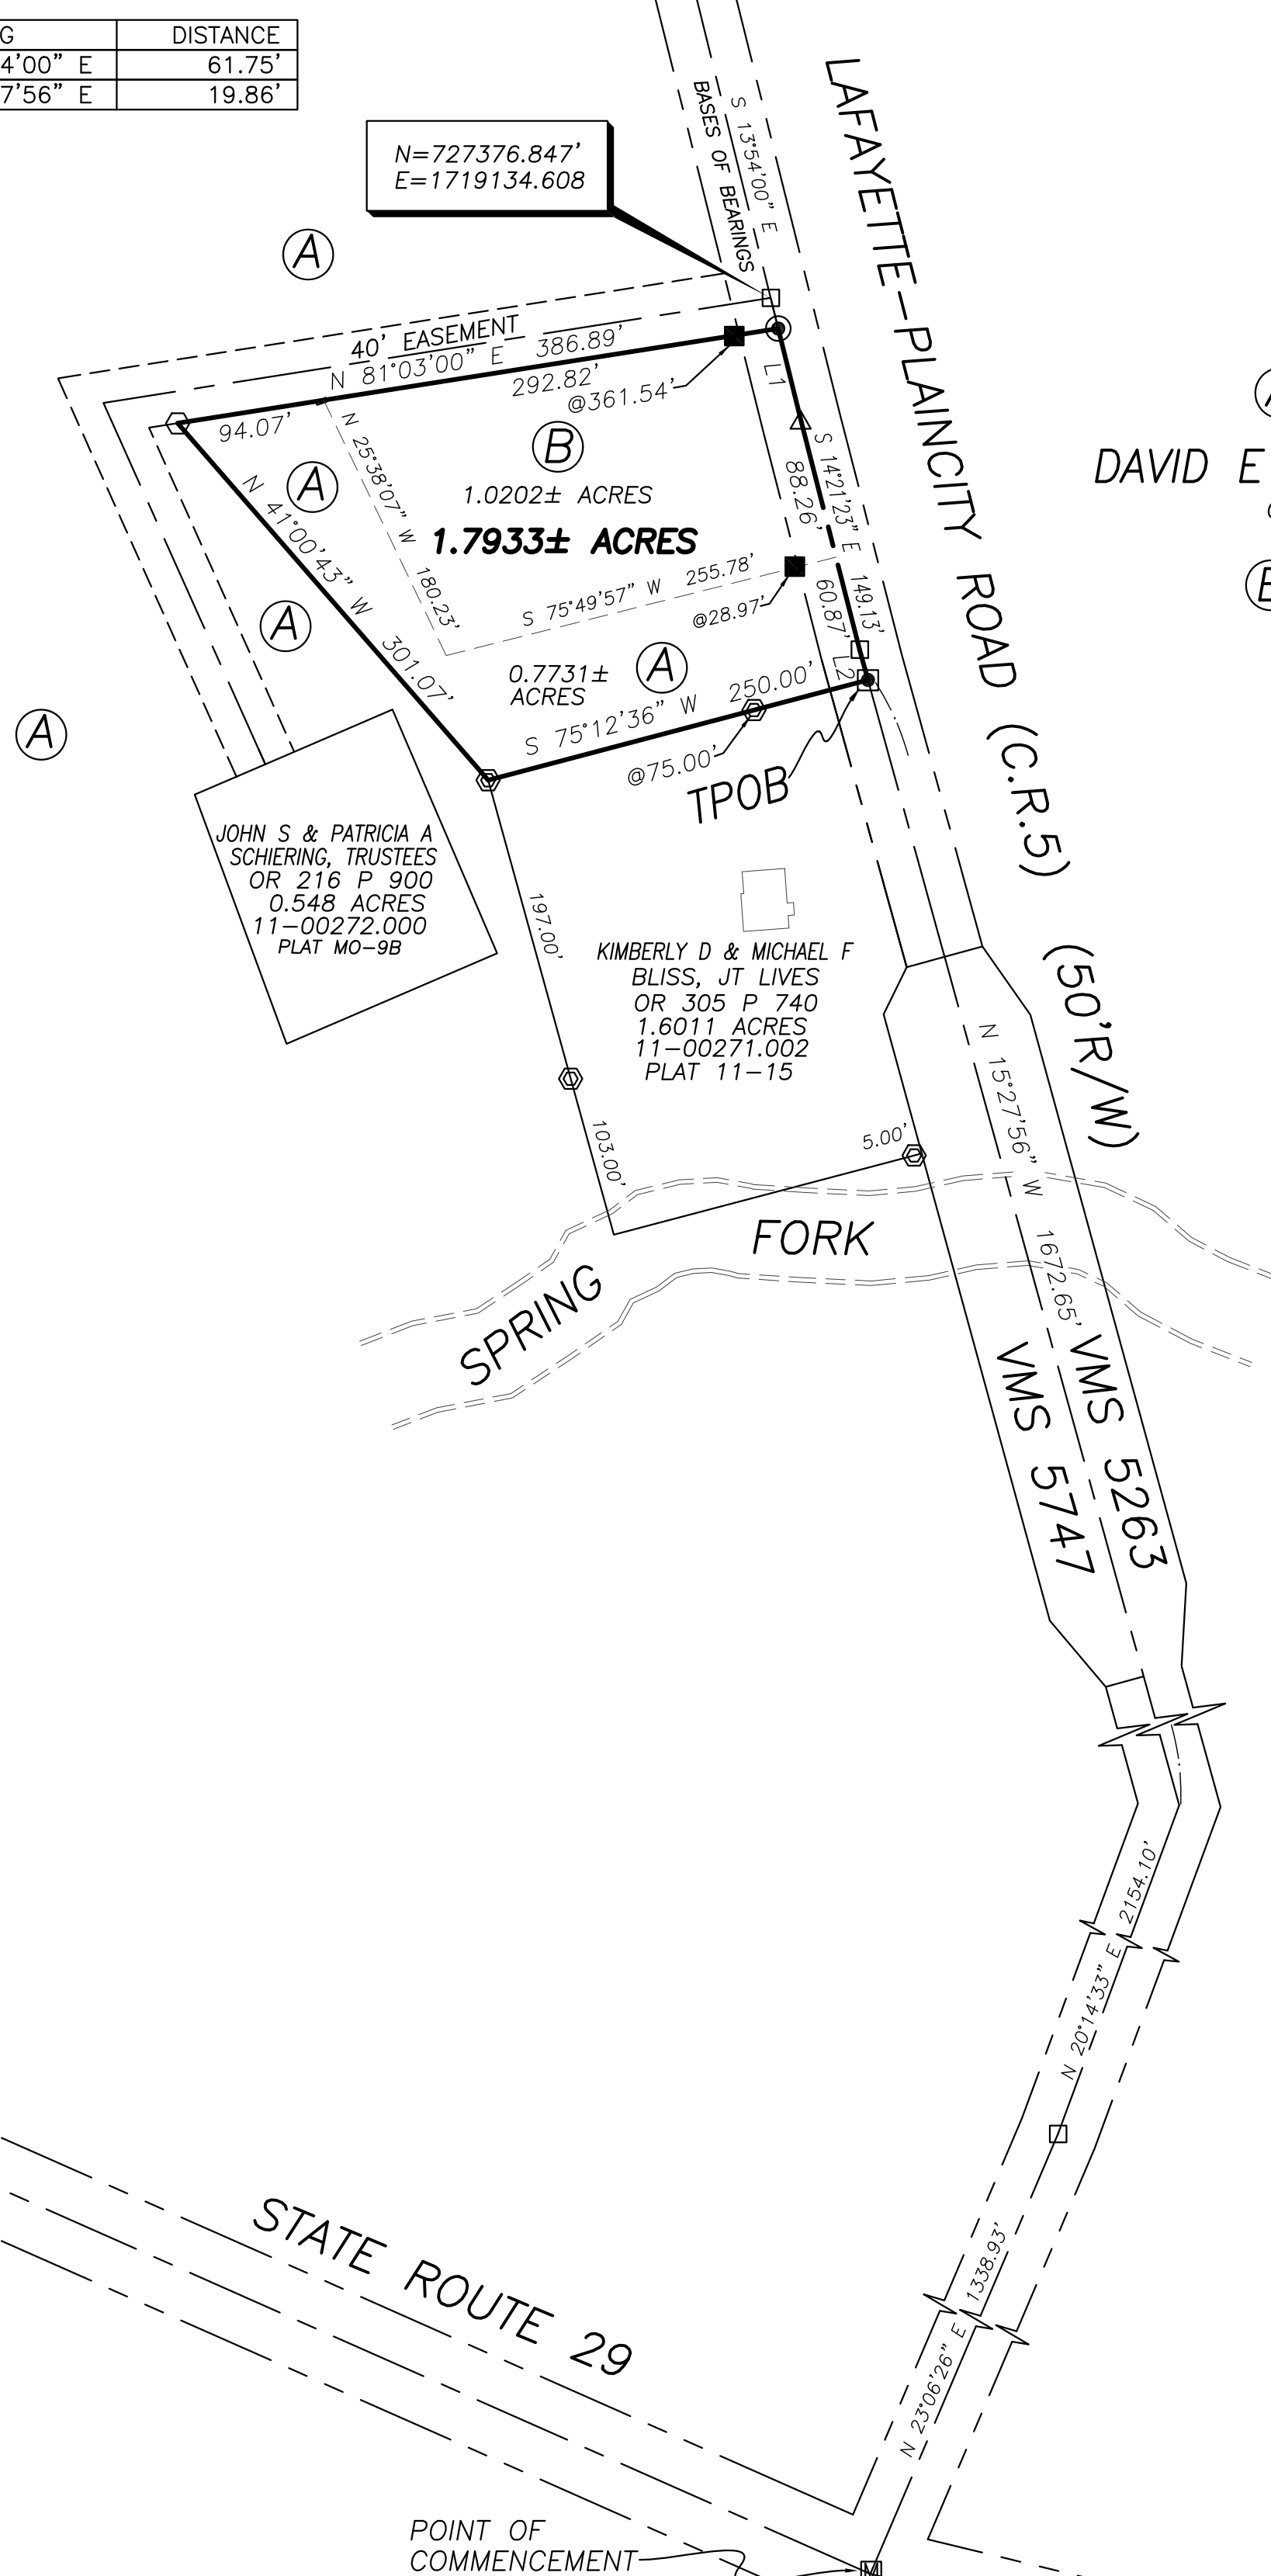 G DISTANCE
4'00" E 61.75'
7'56" E 19.86'
N=727376.847'
E=1719134.608
BASES OF BEARINGS
S 13°54'00" E
LAFAYETTE-PLAINCITY ROAD (C.R.5) (50'R/W)
A
40' EASEMENT
N 81°03'00" E 386.89'
292.82'
@361.54'
94.07'
L1
N 25°38'07" W 180.23'
B
1.0202± ACRES
1.7933± ACRES
A
N 41°00'43" W 301.07'
S 14°21'23" E 149.13'
88.26'
60.87'
L2
S 75°49'57" W 255.78'
@28.97'
DAVID E
A
A
0.7731±
ACRES
A
S 75°12'36" W 250.00'
@75.00'
TPOB
JOHN S & PATRICIA A
SCHIERING, TRUSTEES
OR 216 P 900
0.548 ACRES
11-00272.000
PLAT MO-9B
197.00'
KIMBERLY D & MICHAEL F
BLISS, JT LIVES
OR 305 P 740
1.6011 ACRES
11-00271.002
PLAT 11-15
103.00'
5.00'
N 15°27'56" W 1672.65'
SPRING FORK
VMS 5263
VMS 5747
N 20°14'33" E 2154.10'
N 23°06'26" E 1338.93'
STATE ROUTE 29
POINT OF
COMMENCEMENT
M